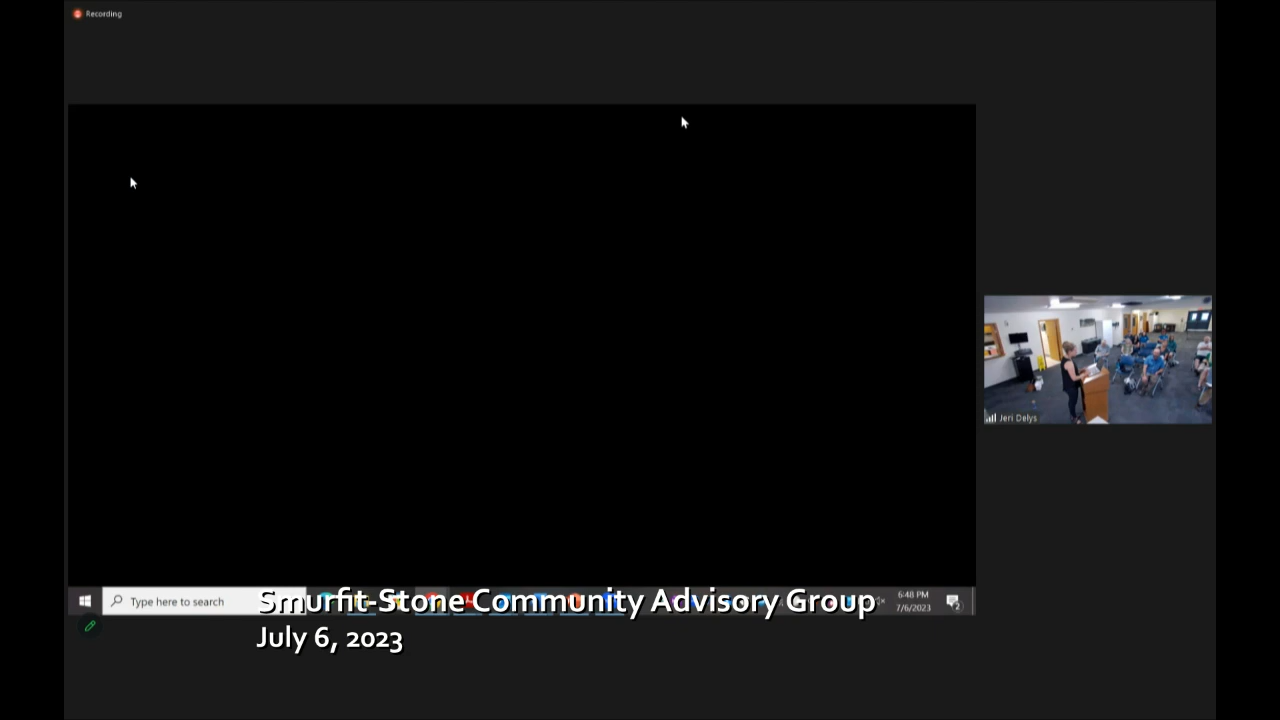 Recording
Jeri Delys
Type here to search
6:48 PM
7/6/2023
2
Smurfit-Stone Community Advisory Group
July 6, 2023